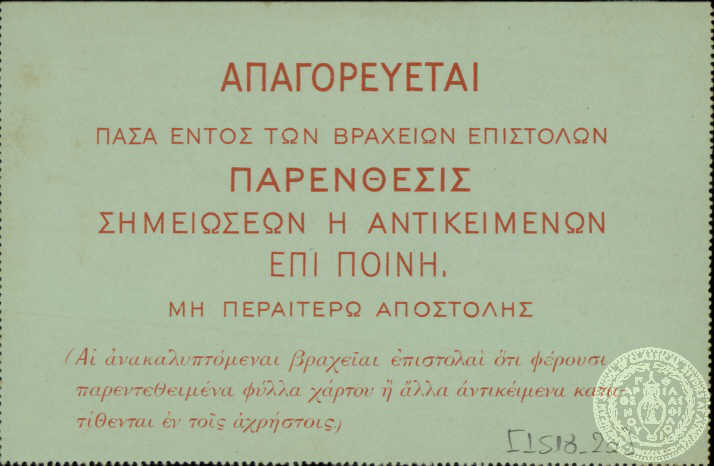 ΑΠΑΓΟΡΕΥΕΤΑΙ
ΠΑΣΑ ΕΝΤΟΣ ΤΩΝ ΒΡΑΧΕΙΩΝ ΕΠΙΣΤΟΛΩΝ
ΠΑΡΕΝΘΕΣΙΣ
ΣΗΜΕΙΩΣΕΩΝ Η ΑΝΤΙΚΕΙΜΕΝΩΝ
ΕΠΙ ΠΟΙΝΗ.
ΜΗ ΠΕΡΑΙΤΕΡΩ ΑΠΟΣΤΟΛΗΣ
(Αἱ ἀνακαλυπτόμεναι βραχεῖαι ἐπιστολαὶ ὅτι φέρουσι
παρεντεθειμένα φύλλα χάρτου ἢ ἄλλα ἀντικείμενα κατα-
τίθενται ἐν τοῖς ἀχρήστοις)